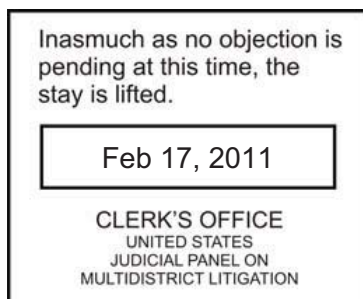 Inasmuch as no objection is
pending at this time, the
stay is lifted.
Feb 17, 2011
CLERK'S OFFICE
UNITED STATES
JUDICIAL PANEL ON
MULTIDISTRICT LITIGATION